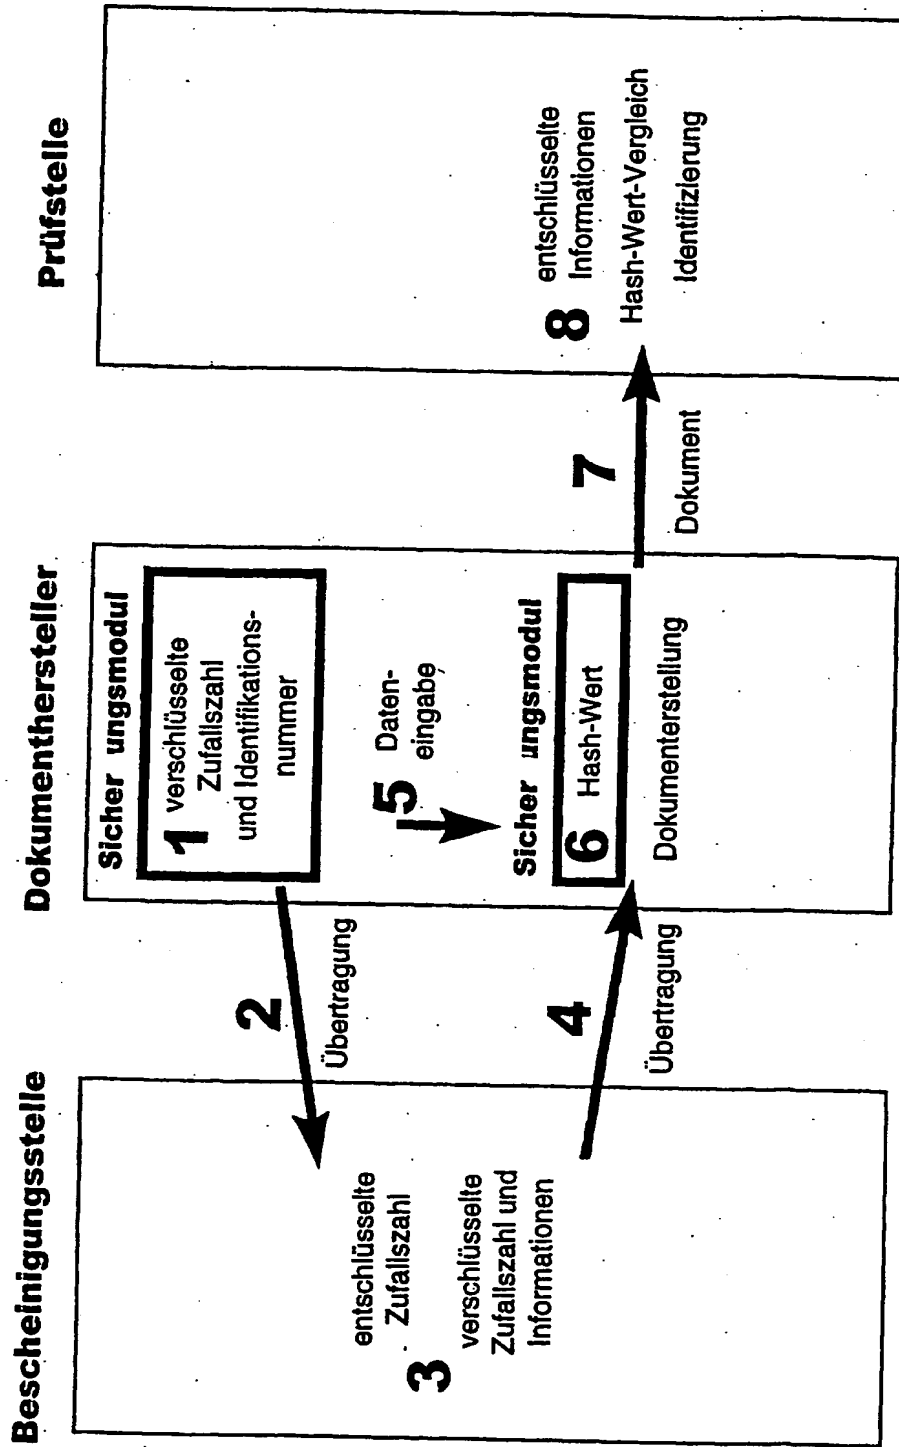 Bescheinigungsstelle
entschlüsselte
Zufallszahl
3
verschlüsselte
Zufallszahl und
Informationen
2
Übertragung
4
Übertragung
Dokumenthersteller
Sicher ungsmodul
1 verschlüsselte
Zufallszahl
und Identifikations-
nummer
5 Daten-
eingabe
Sicher ungsmodul
6 Hash-Wert
Dokumenterstellung
7
Dokument
Prüfstelle
8 entschlüsselte
Informationen
Hash-Wert-Vergleich
Identifizierung